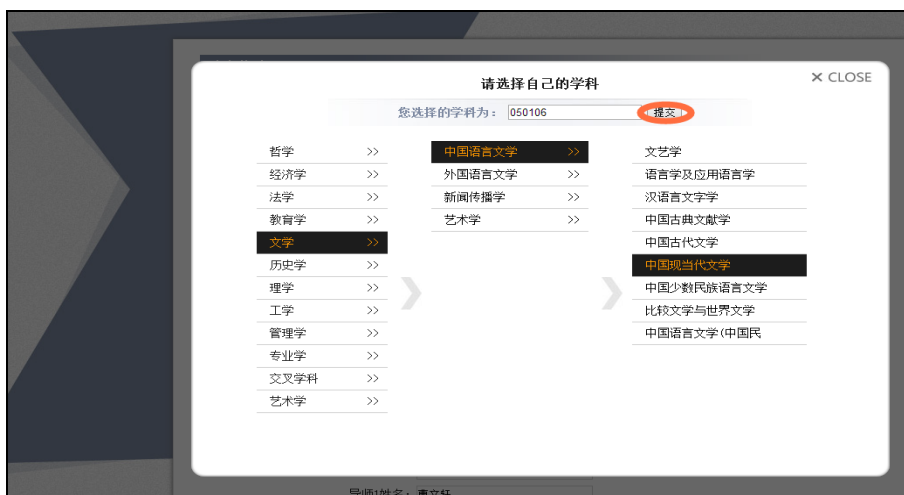 请选择自己的学科
× CLOSE
您选择的学科为： 050106 提交
哲学 >>
经济学 >>
法学 >>
教育学 >>
文学 >>
历史学 >>
理学 >>
工学 >>
管理学 >>
专业学 >>
交叉学科 >>
艺术学 >>
中国语言文学 >>
外国语言文学 >>
新闻传播学 >>
艺术学 >>
文艺学
语言学及应用语言学
汉语言文字学
中国古典文献学
中国古代文学
中国现当代文学
中国少数民族语言文学
比较文学与世界文学
中国语言文学(中国民
导师1姓名：